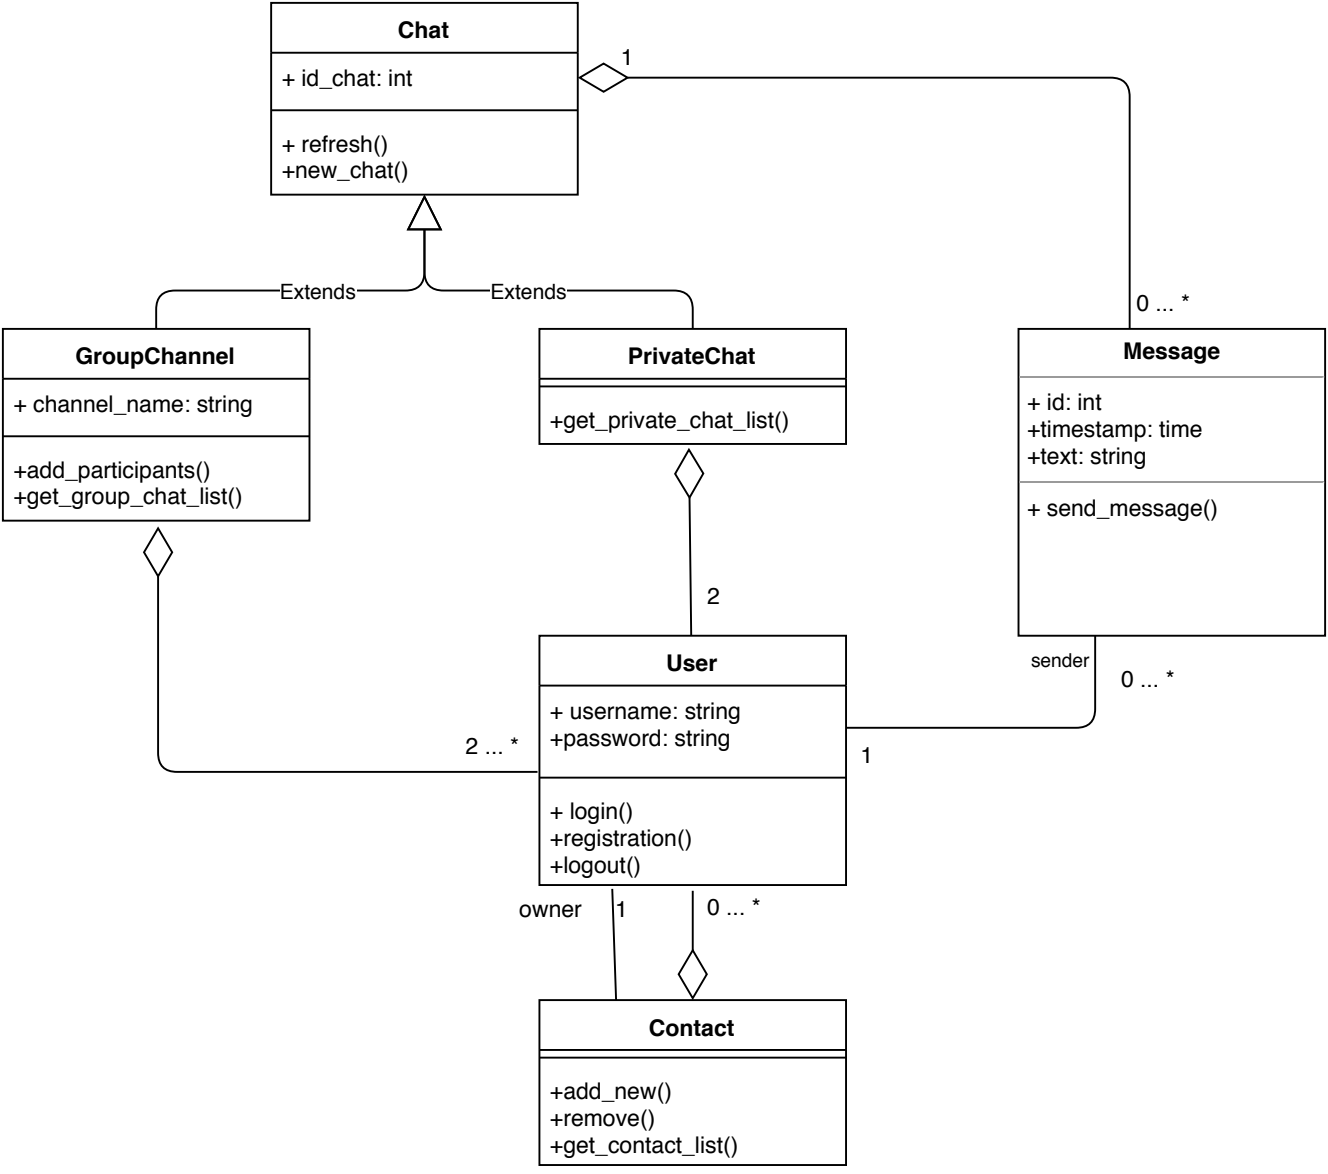 Chat
+ id_chat: int
+ refresh()
+new_chat()
1
Extends
Extends
0 ... *
GroupChannel
+ channel_name: string
+add_participants()
+get_group_chat_list()
PrivateChat
+get_private_chat_list()
Message
+ id: int
+timestamp: time
+text: string
+ send_message()
2
sender
0 ... *
2 ... *
User
+ username: string
+password: string
+ login()
+registration()
+logout()
1
owner
1
0 ... *
Contact
+add_new()
+remove()
+get_contact_list()